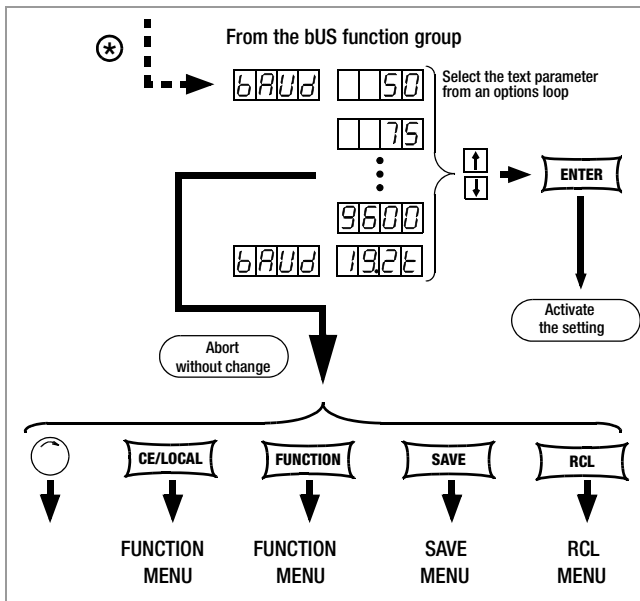 From the bUS function group
bAUd 50
Select the text parameter
from an options loop
75
ENTER
9600
bAUd 19.2t
Activate
the setting
Abort
without change
CE/LOCAL
FUNCTION
SAVE
RCL
FUNCTION
MENU
FUNCTION
MENU
SAVE
MENU
RCL
MENU